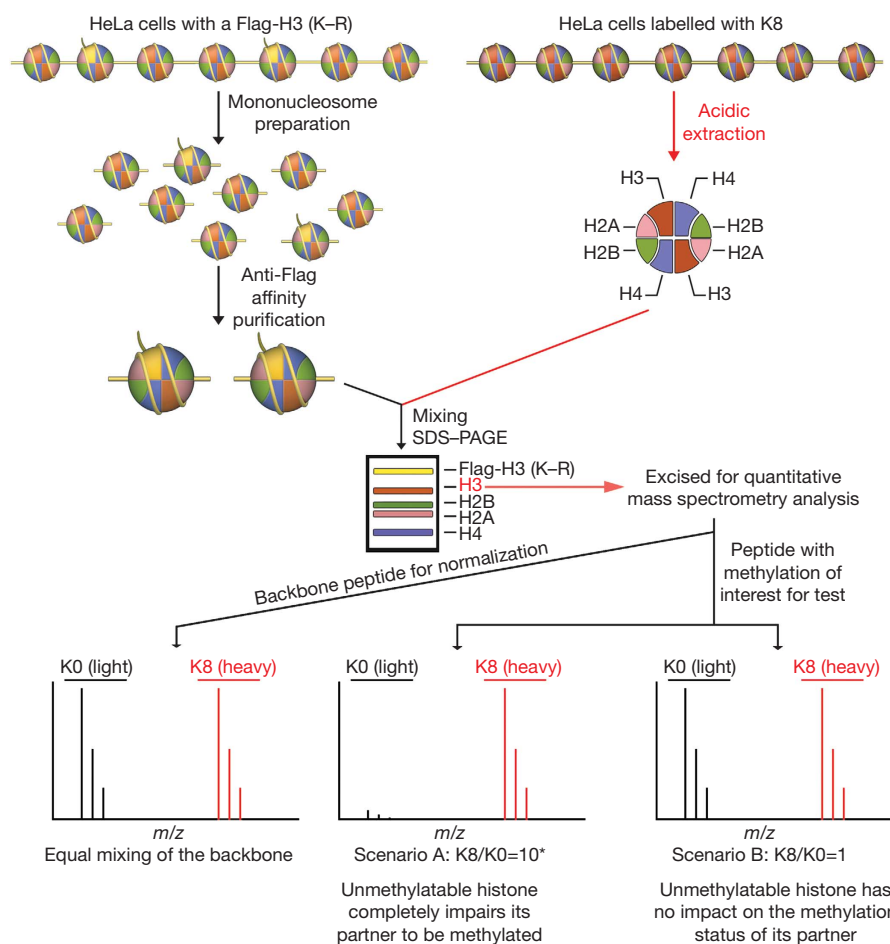 HeLa cells with a Flag-H3 (K–R)
HeLa cells labelled with K8
Mononucleosome
preparation
Acidic
extraction
H3
H4
H2A
H2B
H2B
H2A
H4
H3
Anti-Flag
affinity
purification
Mixing
SDS–PAGE
Flag-H3 (K–R)
H3
H2B
H2A
H4
Excised for quantitative
mass spectrometry analysis
Backbone peptide for normalization
Peptide with
methylation of
interest for test
K0 (light)
K8 (heavy)
m/z
Equal mixing of the backbone
K0 (light)
K8 (heavy)
m/z
Scenario A: K8/K0=10*
Unmethylatable histone
completely impairs its
partner to be methylated
K0 (light)
K8 (heavy)
m/z
Scenario B: K8/K0=1
Unmethylatable histone has
no impact on the methylation
status of its partner